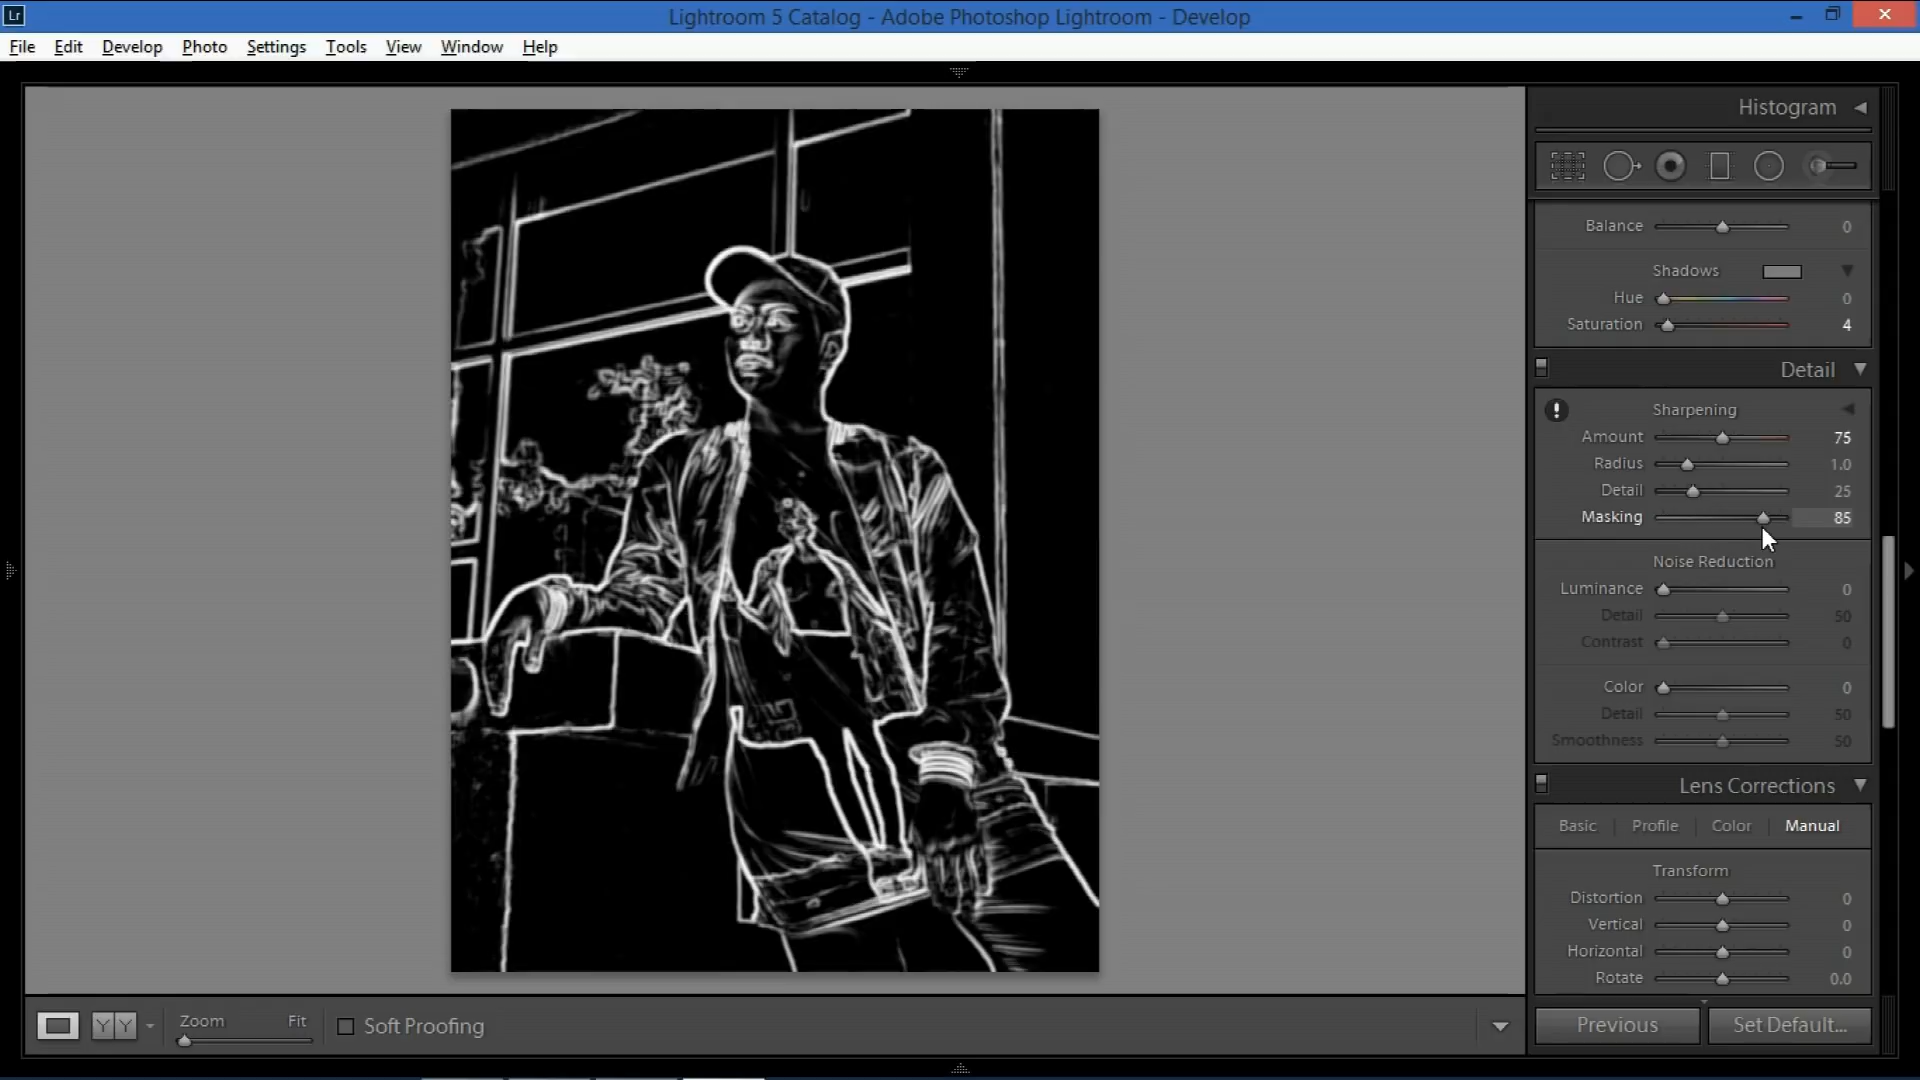 Lr
Lightroom 5 Catalog - Adobe Photoshop Lightroom - Develop
File Edit Develop Photo Settings Tools View Window Help
Histogram
Balance 0
Shadows
Hue 0
Saturation 4
Detail
Sharpening
Amount 75
Radius 1.0
Detail 25
Masking 85
Noise Reduction
Luminance 0
Detail 50
Contrast 0
Color 0
Detail 50
Smoothness 50
Lens Corrections
Basic Profile Color Manual
Transform
Distortion 0
Vertical 0
Horizontal 0
Rotate 0.0
YY Zoom Fit Soft Proofing
Previous Set Default...